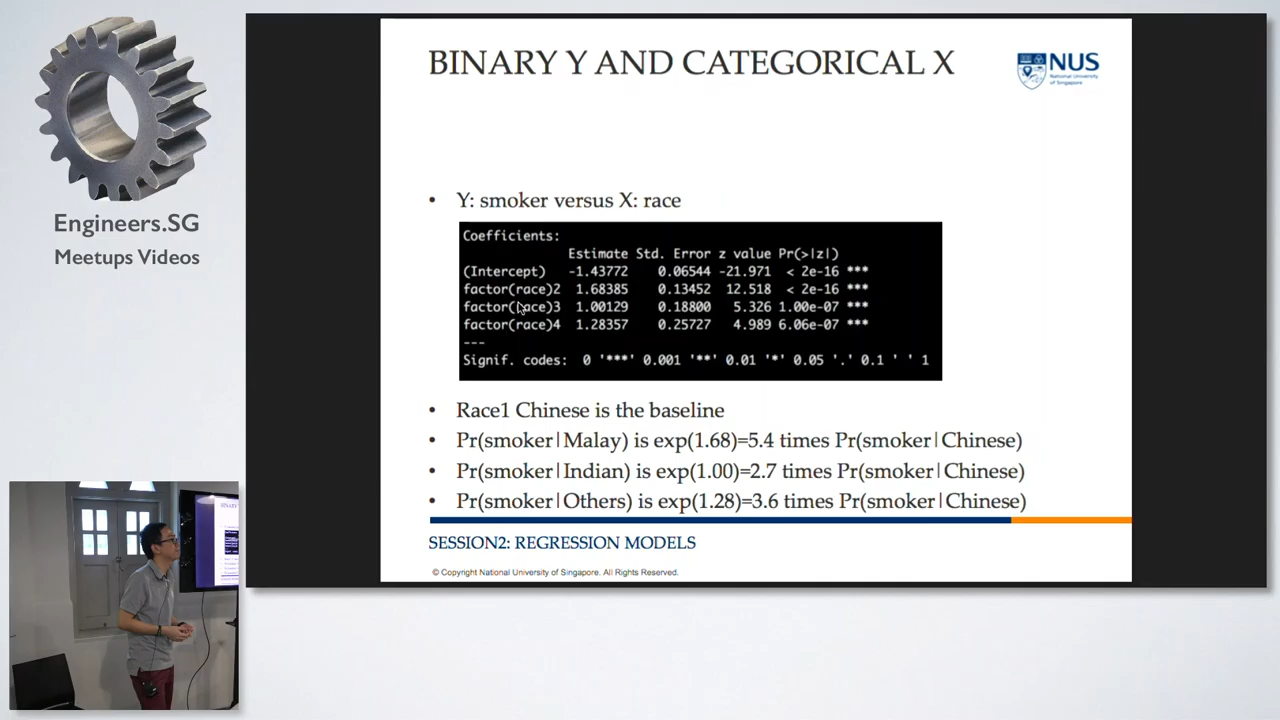 BINARY Y AND CATEGORICAL X
NUS
National University
of Singapore
Engineers.SG
Meetups Videos
• Y: smoker versus X: race
Coefficients:
Estimate Std. Error z value Pr(>|z|)
(Intercept) -1.43772 0.06544 -21.971 < 2e-16 ***
factor(race)2 1.68385 0.13452 12.518 < 2e-16 ***
factor(race)3 1.00129 0.18800 5.326 1.00e-07 ***
factor(race)4 1.28357 0.25727 4.989 6.06e-07 ***
---
Signif. codes: 0 '***' 0.001 '**' 0.01 '*' 0.05 '.' 0.1 ' ' 1
• Race1 Chinese is the baseline
• Pr(smoker|Malay) is exp(1.68)=5.4 times Pr(smoker|Chinese)
• Pr(smoker|Indian) is exp(1.00)=2.7 times Pr(smoker|Chinese)
• Pr(smoker|Others) is exp(1.28)=3.6 times Pr(smoker|Chinese)
SESSION2: REGRESSION MODELS
© Copyright National University of Singapore. All Rights Reserved.